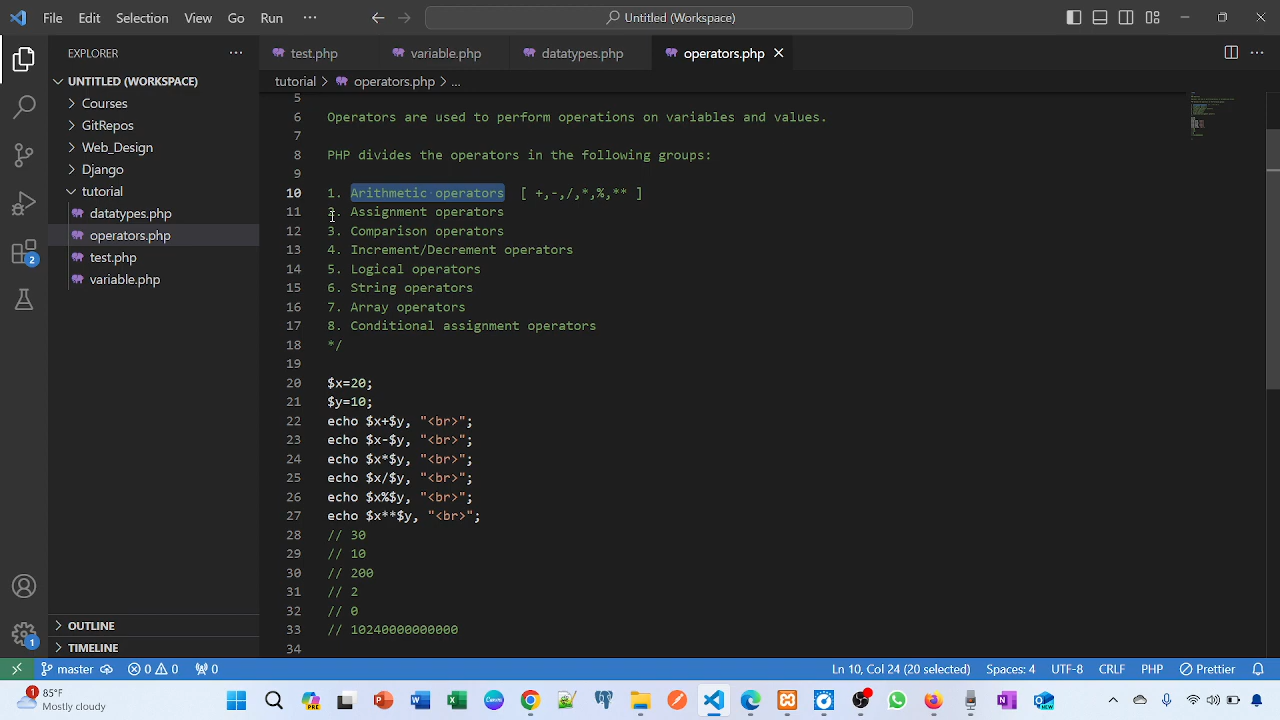 File Edit Selection View Go Run ··· Untitled (Workspace)
EXPLORER ···
test.php variable.php datatypes.php operators.php
UNTITLED (WORKSPACE)
tutorial > operators.php > ...
Courses
GitRepos
Web_Design
Django
tutorial
datatypes.php
operators.php
test.php
variable.php
5
6 Operators are used to perform operations on variables and values.
7
8 PHP divides the operators in the following groups:
9
10 1. Arithmetic operators [ +,-,/,*,%,** ]
11 2. Assignment operators
12 3. Comparison operators
13 4. Increment/Decrement operators
14 5. Logical operators
15 6. String operators
16 7. Array operators
17 8. Conditional assignment operators
18 */
19
20 $x=20;
21 $y=10;
22 echo $x+$y, "<br>";
23 echo $x-$y, "<br>";
24 echo $x*$y, "<br>";
25 echo $x/$y, "<br>";
26 echo $x%$y, "<br>";
27 echo $x**$y, "<br>";
28 // 30
29 // 10
30 // 200
31 // 2
32 // 0
33 // 10240000000000
34
2
OUTLINE
TIMELINE
1
master 0 0 0 Ln 10, Col 24 (20 selected) Spaces: 4 UTF-8 CRLF PHP Prettier
1 85°F
Mostly cloudy
PRE
NEW